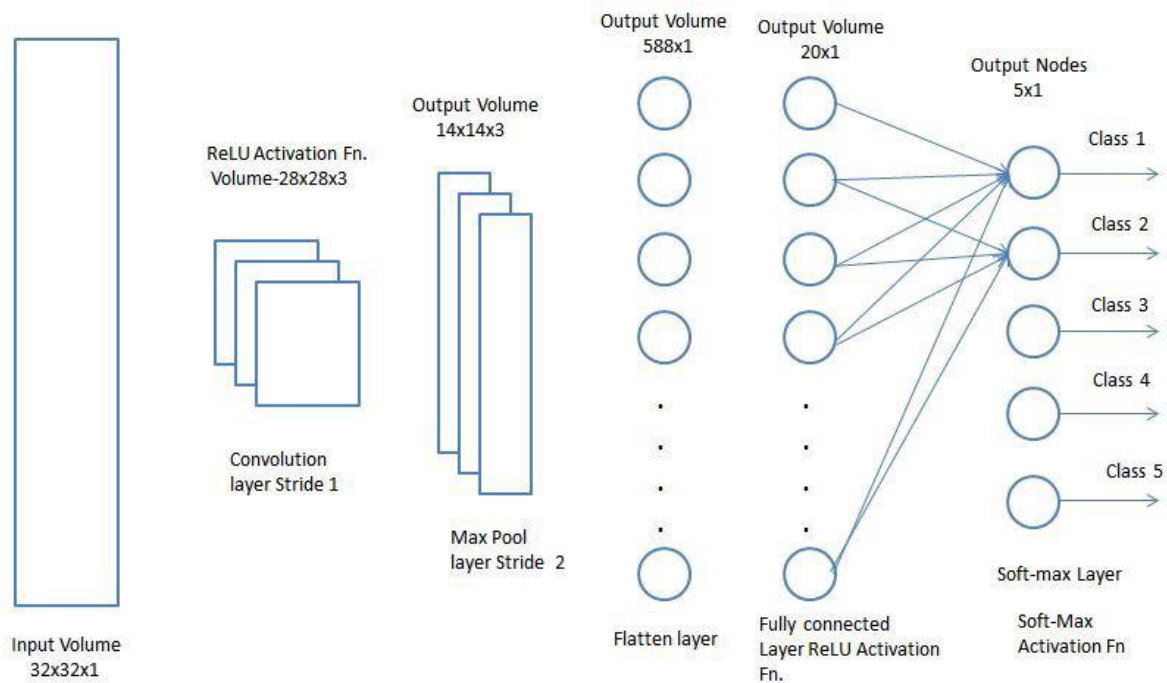 Input Volume
32x32x1
ReLU Activation Fn.
Volume-28x28x3
Convolution
layer Stride 1
Output Volume
14x14x3
Max Pool
layer Stride 2
Output Volume
588x1
Flatten layer
Output Volume
20x1
Fully connected
Layer ReLU Activation
Fn.
Output Nodes
5x1
Class 1
Class 2
Class 3
Class 4
Class 5
Soft-max Layer
Soft-Max
Activation Fn